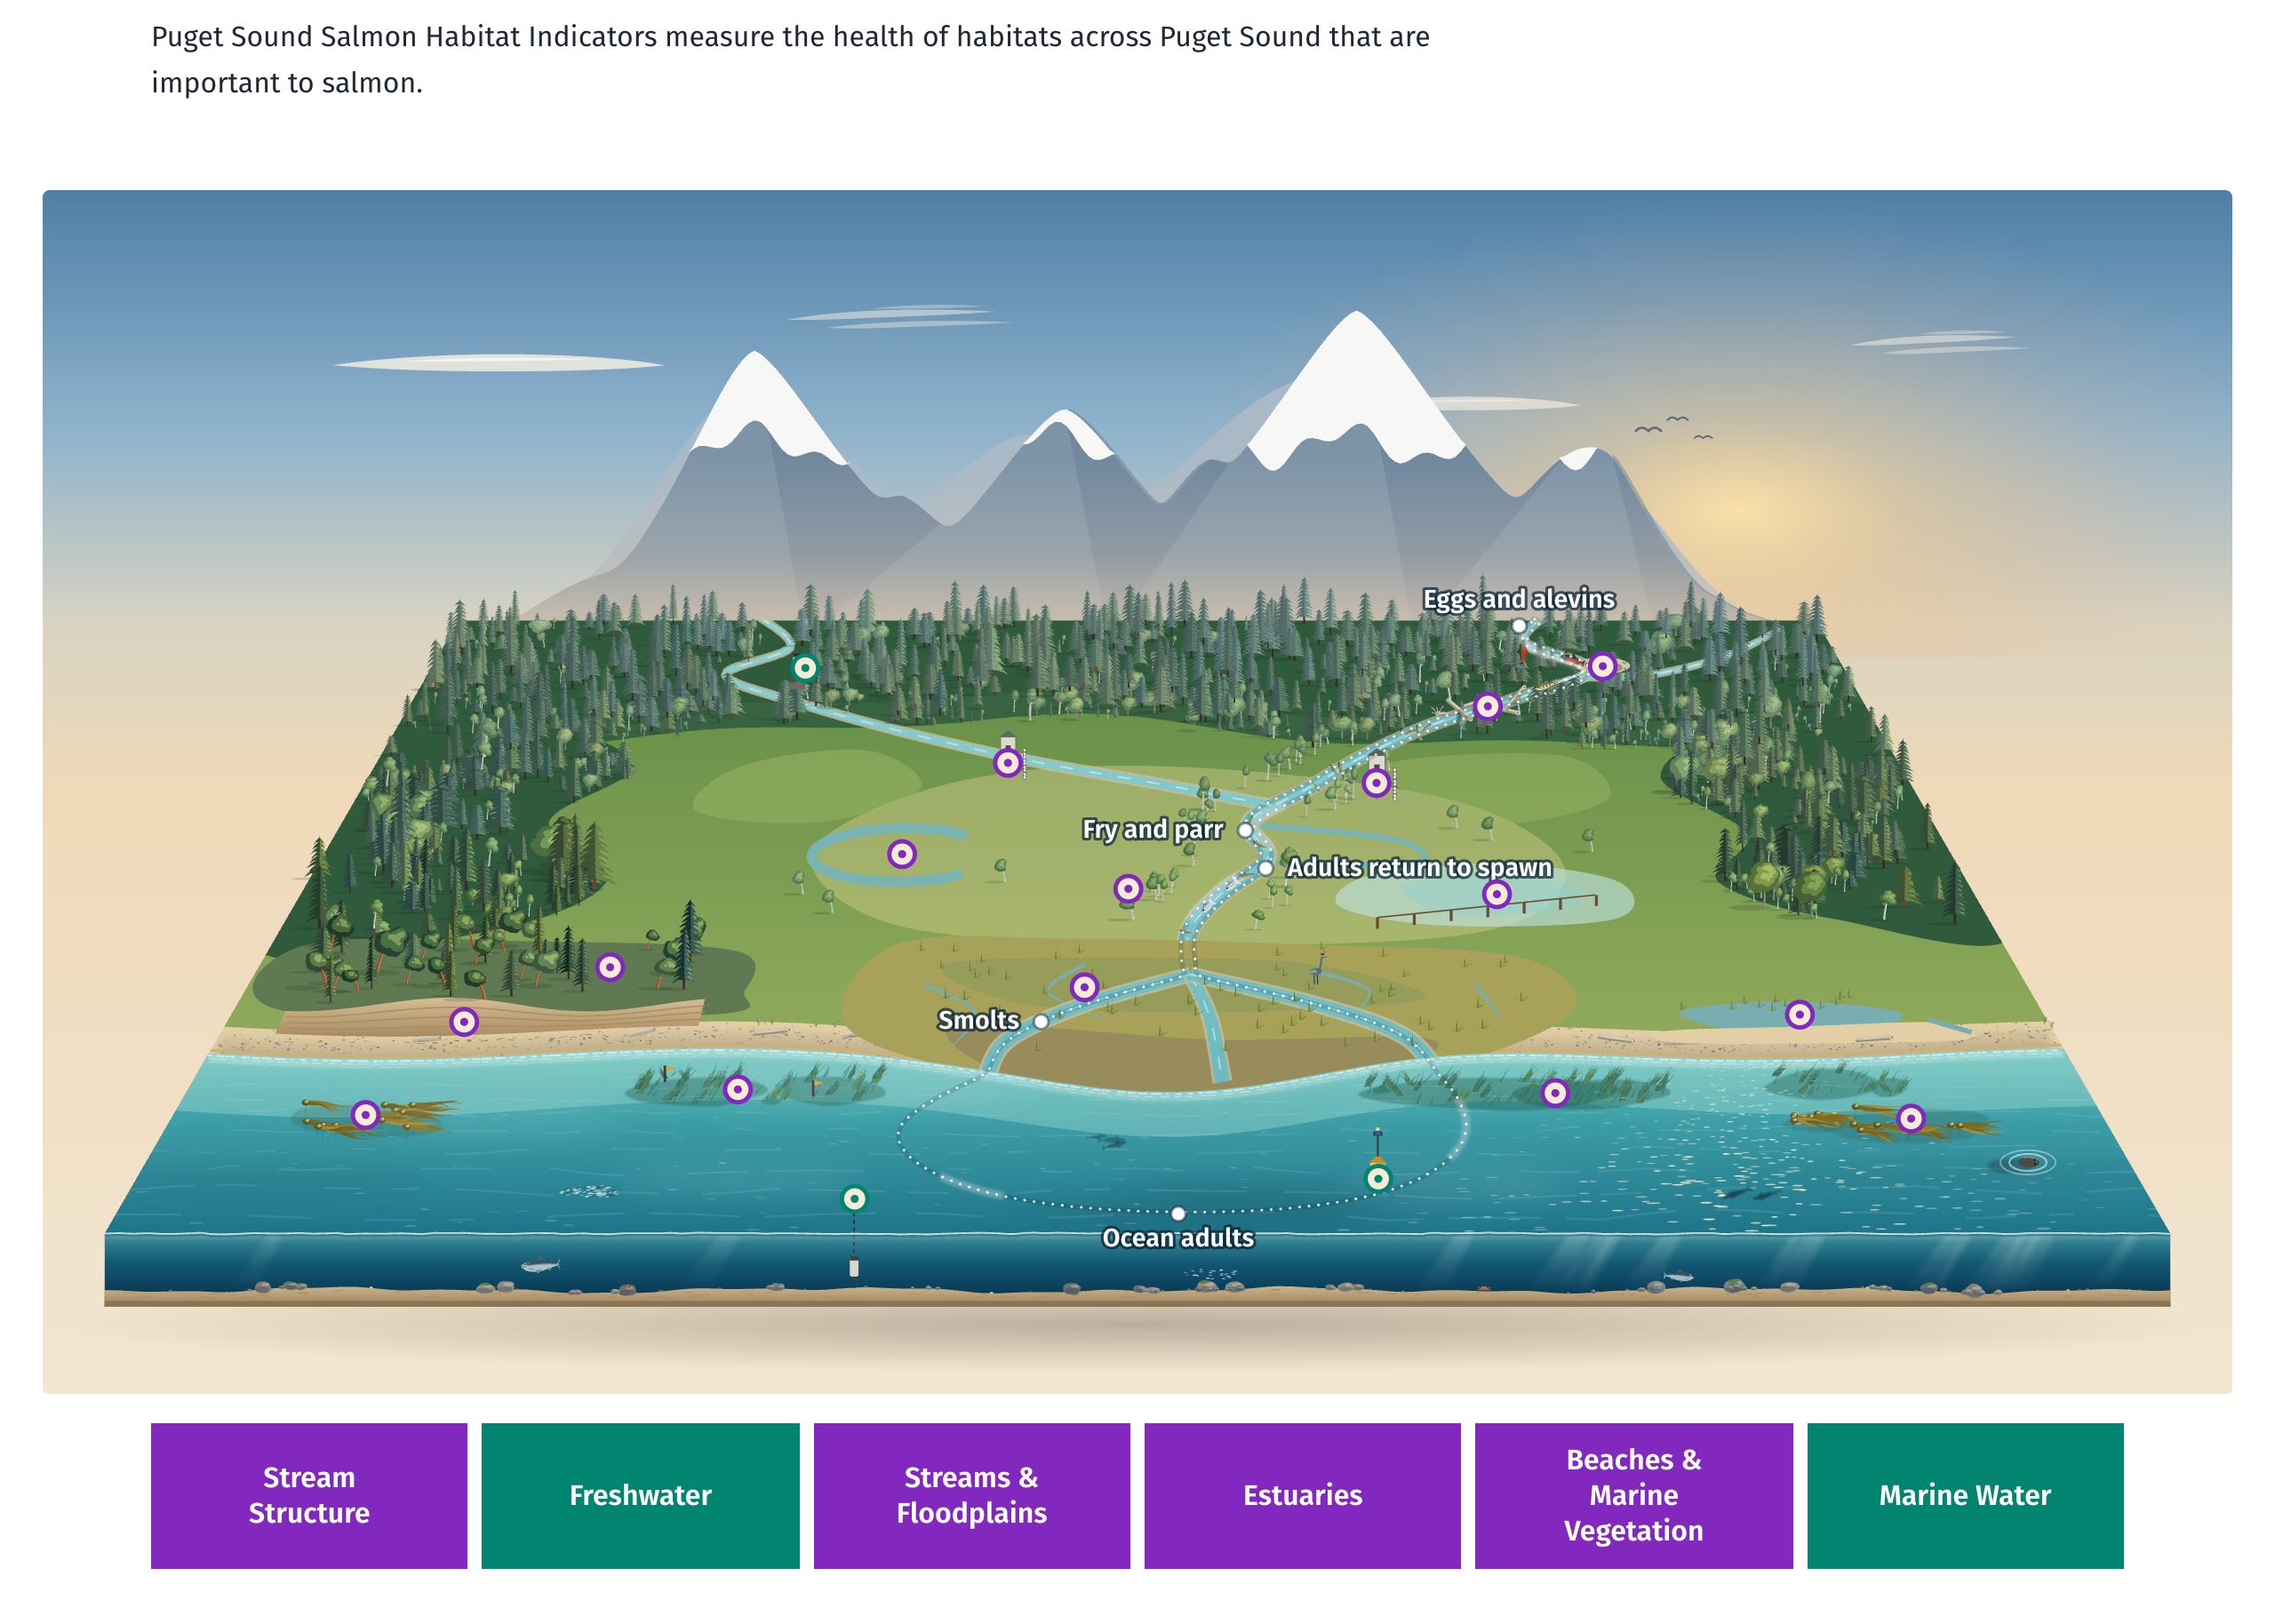 Puget Sound Salmon Habitat Indicators measure the health of habitats across Puget Sound that are
important to salmon.
Eggs and alevins
Fry and parr
Adults return to spawn
Smolts
Ocean adults
Stream
Structure
Freshwater
Streams &
Floodplains
Estuaries
Beaches &
Marine
Vegetation
Marine Water